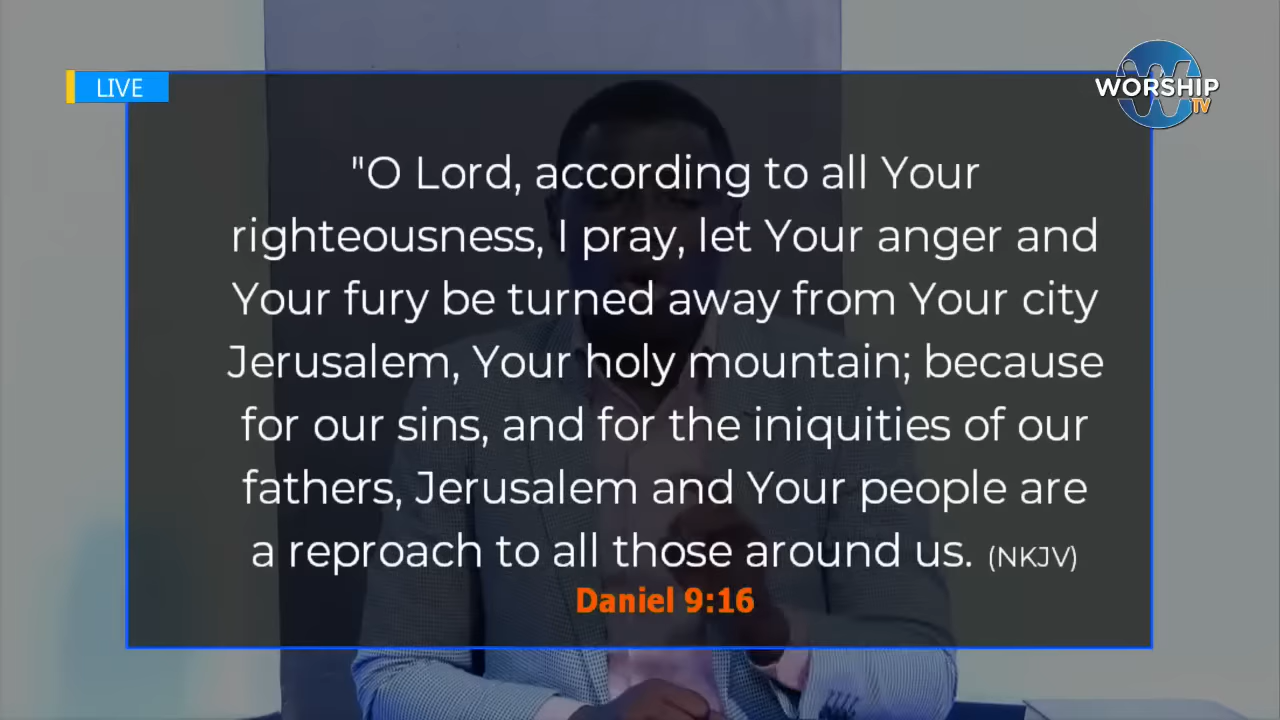 LIVE
WORSHIP
TV
"O Lord, according to all Your
righteousness, I pray, let Your anger and
Your fury be turned away from Your city
Jerusalem, Your holy mountain; because
for our sins, and for the iniquities of our
fathers, Jerusalem and Your people are
a reproach to all those around us. (NKJV)
Daniel 9:16